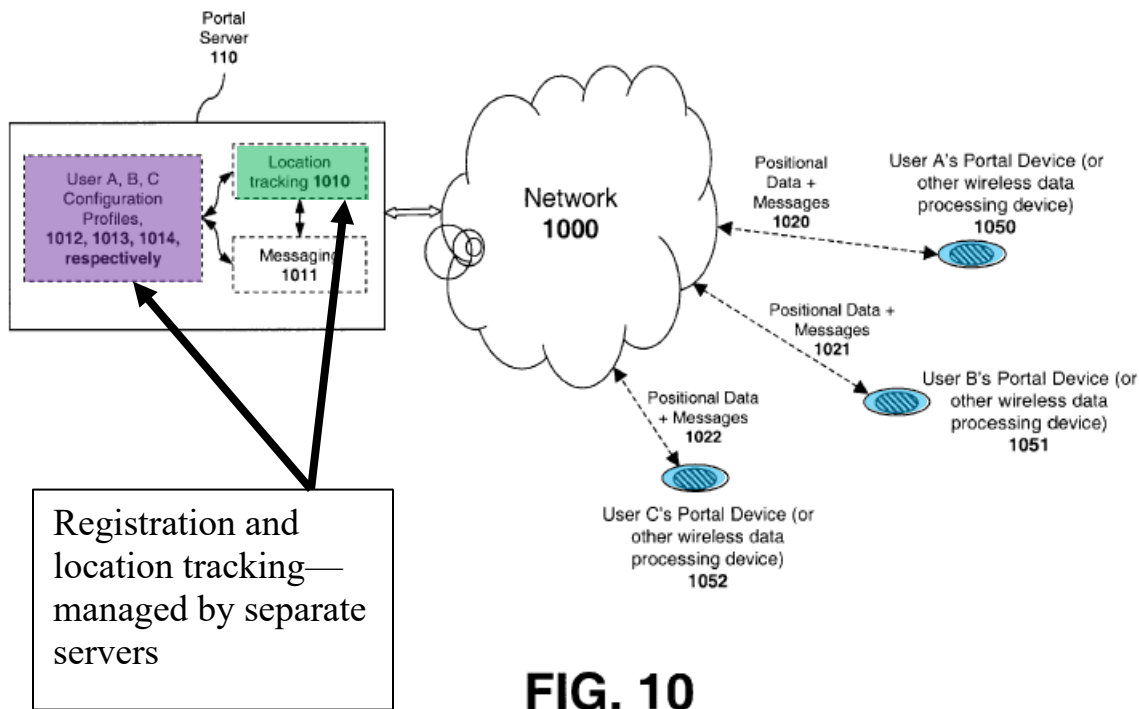 Portal
Server
110
User A, B, C
Configuration
Profiles,
1012, 1013, 1014,
respectively
Location
tracking 1010
Messaging
1011
Network
1000
Positional
Data +
Messages
1020
User A's Portal Device (or
other wireless data
processing device)
1050
Positional Data +
Messages
1021
User B's Portal Device (or
other wireless data
processing device)
1051
Positional Data
+ Messages
1022
User C's Portal Device (or
other wireless data
processing device)
1052
Registration and
location tracking—
managed by separate
servers
FIG. 10